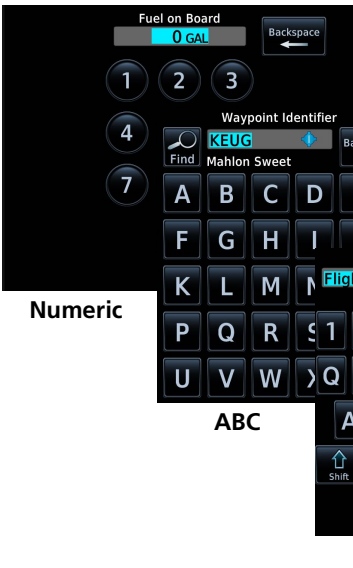 Fuel on Board
0 GAL
Backspace
1 2 3
4
7
Numeric
Waypoint Identifier
Find
KEUG
Mahlon Sweet
A B C D
F G H I
K L M N
P Q R S
U V W X
ABC
1
Q
A
Shift